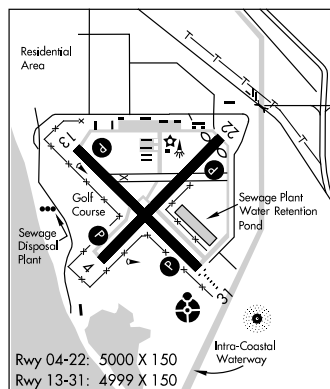 Residential
Area
13
22
P
P
Golf
Course
Sewage Plant
Water Retention
Pond
Sewage
Disposal
Plant
P
P
4
31
Intra-Coastal
Waterway
Rwy 04-22: 5000 X 150
Rwy 13-31: 4999 X 150